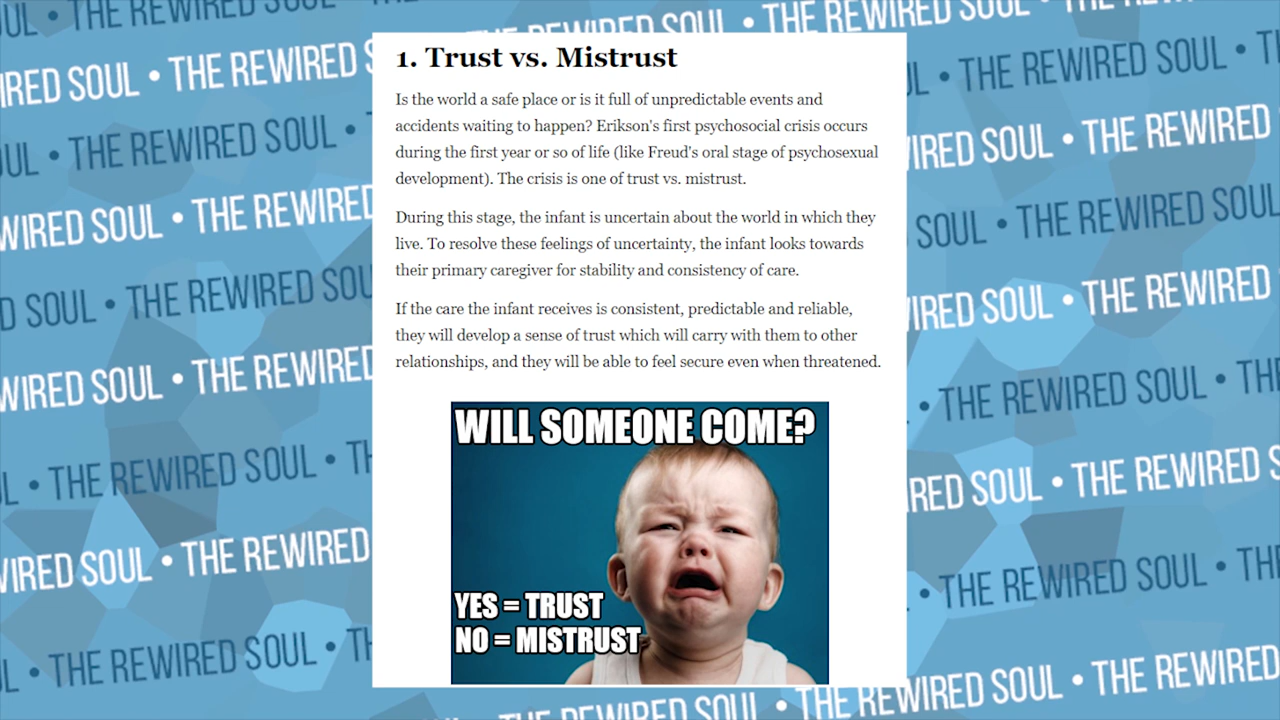 1. Trust vs. Mistrust
Is the world a safe place or is it full of unpredictable events and
accidents waiting to happen? Erikson's first psychosocial crisis occurs
during the first year or so of life (like Freud's oral stage of psychosexual
development). The crisis is one of trust vs. mistrust.
During this stage, the infant is uncertain about the world in which they
live. To resolve these feelings of uncertainty, the infant looks towards
their primary caregiver for stability and consistency of care.
If the care the infant receives is consistent, predictable and reliable,
they will develop a sense of trust which will carry with them to other
relationships, and they will be able to feel secure even when threatened.
WILL SOMEONE COME?
YES = TRUST
NO = MISTRUST
THE REWIRED SOUL • THE REWIRED SOUL